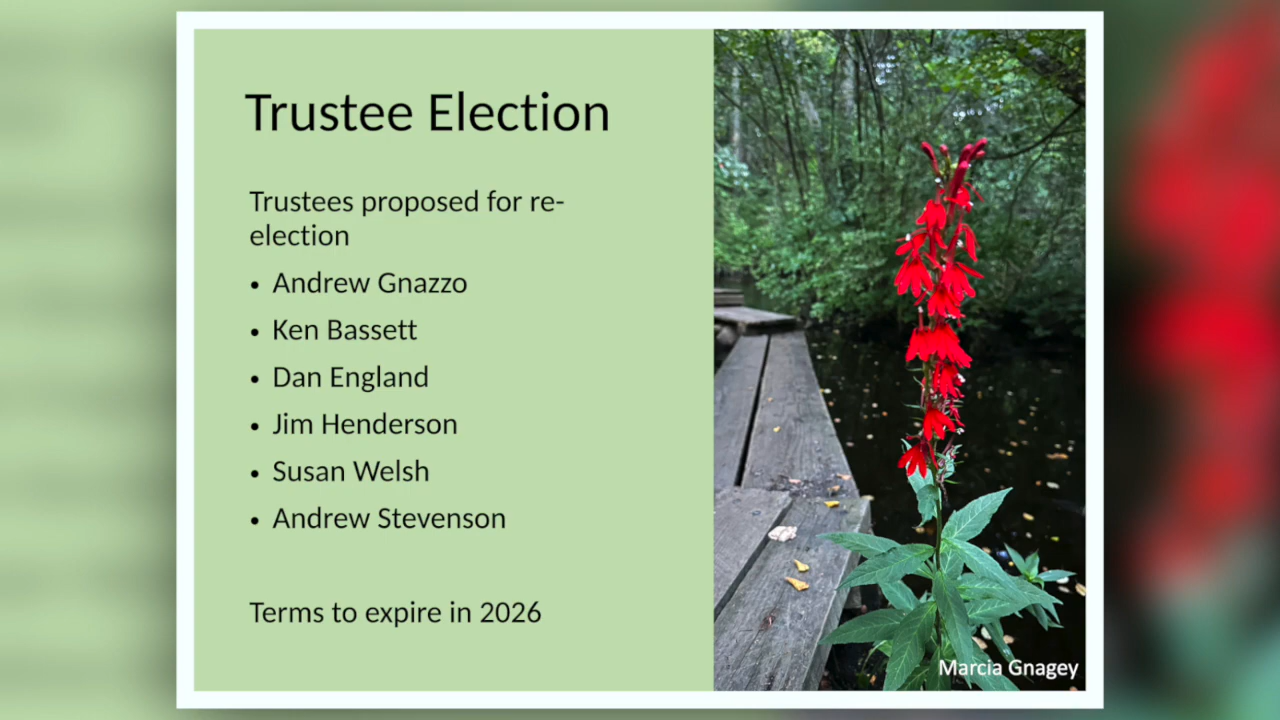 Trustee Election
Trustees proposed for re-
election
• Andrew Gnazzo
• Ken Bassett
• Dan England
• Jim Henderson
• Susan Welsh
• Andrew Stevenson
Terms to expire in 2026
Marcia Gnagey